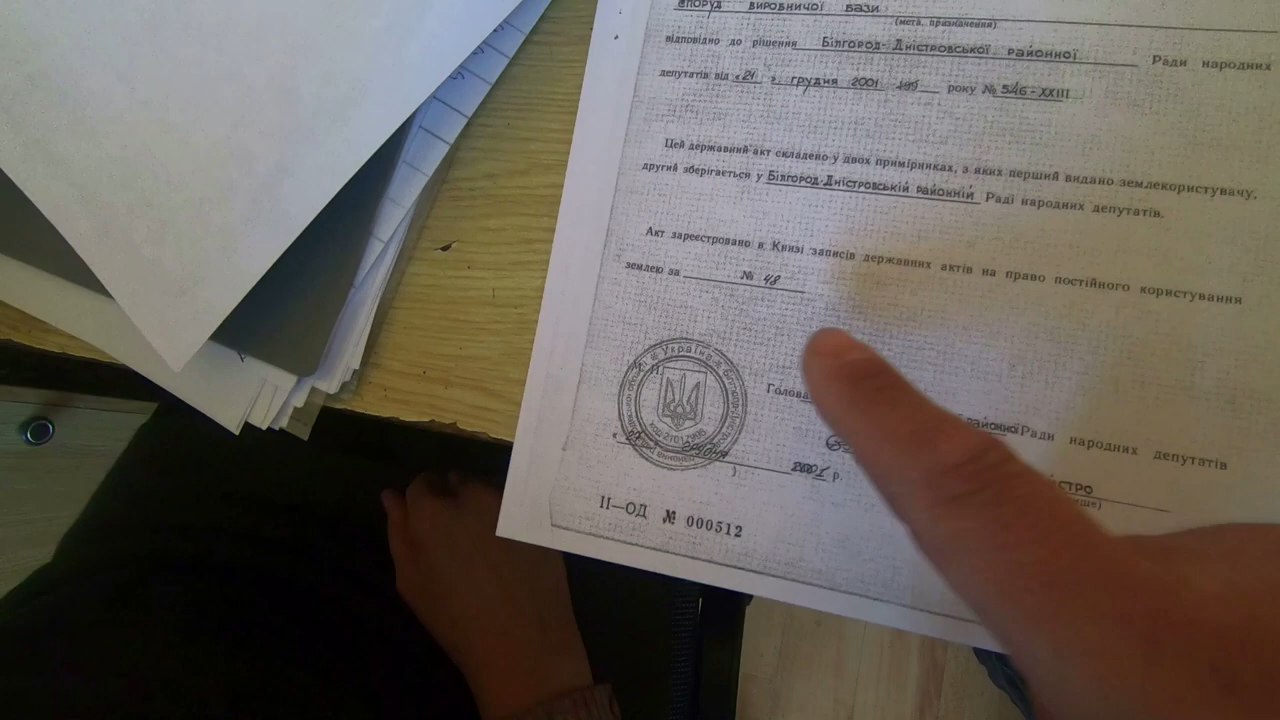 споруд виробничої бази
(мета призначення)
відповідно до рішення Білгород-Дністровської районної Ради народних
депутатів від «21» грудня 2001 199 року № 546-XXIII
Цей державний акт складено у двох примірниках, з яких перший видано землекористувачу,
другий зберігається у Білгород-Дністровській районній Раді народних депутатів.
Акт зареєстровано в Книзі записів державних актів на право постійного користування
землею за № 48
Україна
Голова районної Ради народних депутатів
2001 р.
II—ОД № 000512